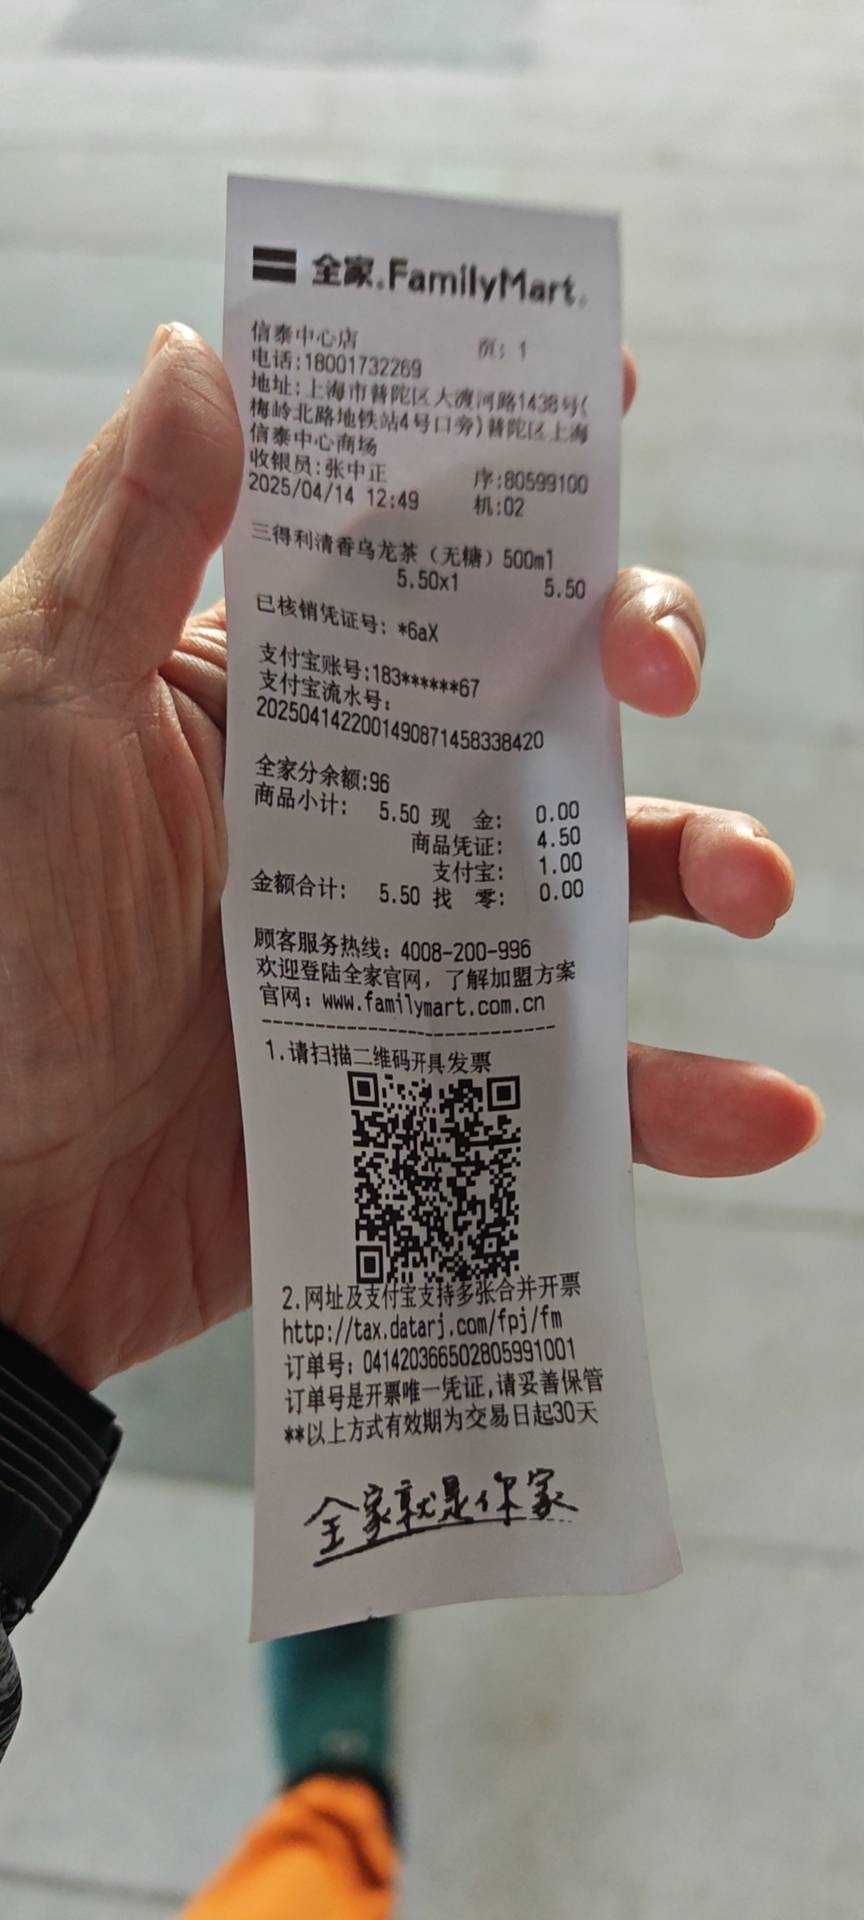 全家®FamilyMart®
信泰中心店 页: 1
电话:18001732269
地址:上海市普陀区大渡河路1438号(
梅岭北路地铁站4号口旁)普陀区上海
信泰中心商场
收银员:张中正 序:80599100
2025/04/14 12:49 机:02
三得利清香乌龙茶（无糖）500ml
5.50x1 5.50
已核销凭证号: *6aX
支付宝账号:183******67
支付宝流水号:
2025041422001490871458338420
全家分余额:96
商品小计: 5.50 现 金: 0.00
商品凭证: 4.50
支付宝: 1.00
金额合计: 5.50 找 零: 0.00
顾客服务热线: 4008-200-996
欢迎登陆全家官网, 了解加盟方案
官网: www.familymart.com.cn
1.请扫描二维码开具发票
2.网址及支付宝支持多张合并开票
http://tax.datarj.com/fpj/fm
订单号: 041420366502805991001
订单号是开票唯一凭证,请妥善保管
**以上方式有效期为交易日起30天
全家就是你家